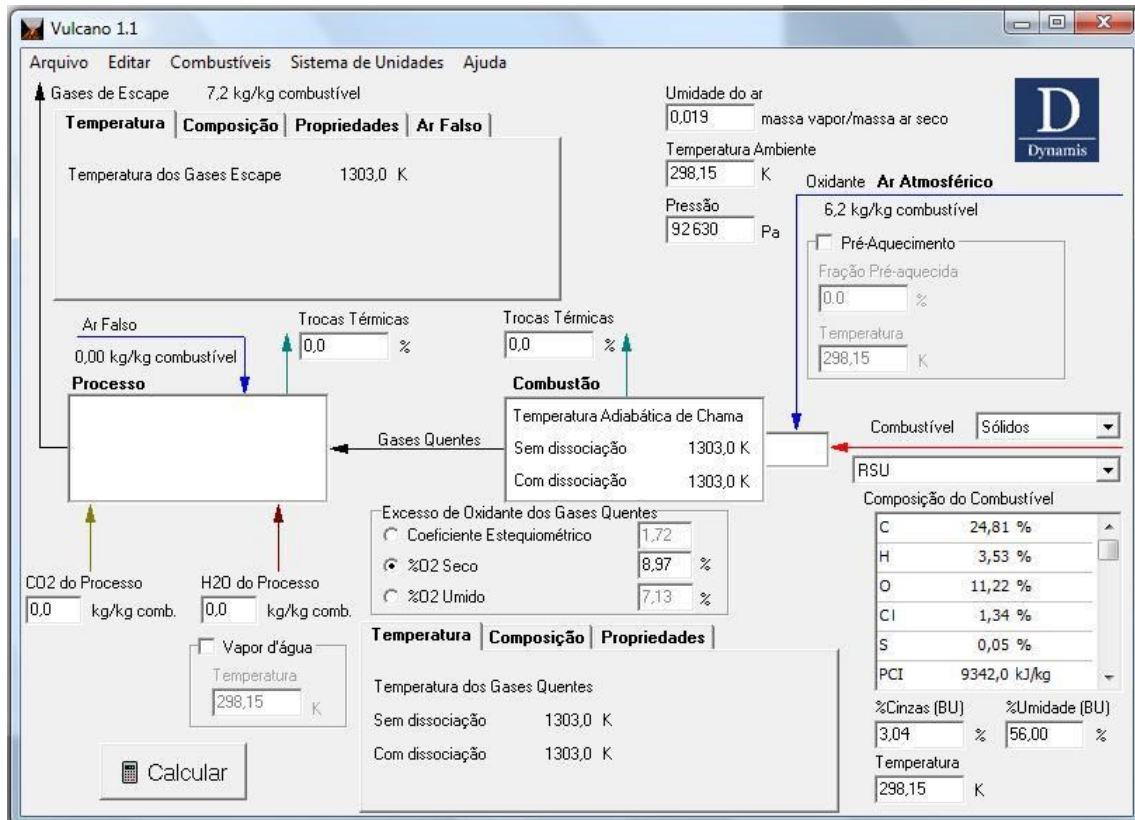 Vulcano 1.1
Arquivo Editar Combustíveis Sistema de Unidades Ajuda
Gases de Escape 7,2 kg/kg combustível
Temperatura Composição Propriedades Ar Falso
Temperatura dos Gases Escape 1303,0 K
Umidade do ar
0,019 massa vapor/massa ar seco
Temperatura Ambiente
298,15 K
Pressão
92630 Pa
D
Dynamis
Oxidante Ar Atmosférico
6,2 kg/kg combustível
Pré-Aquecimento
Fração Pré-aquecida
0.0 %
Temperatura
298,15 K
Ar Falso
0,00 kg/kg combustível
Trocas Térmicas
0,0 %
Trocas Térmicas
0,0 %
Processo
Gases Quentes
Combustão
Temperatura Adiabática de Chama
Sem dissociação 1303,0 K
Com dissociação 1303,0 K
Combustível Sólidos
RSU
Composição do Combustível
C 24,81 %
H 3,53 %
O 11,22 %
Cl 1,34 %
S 0,05 %
PCI 9342,0 kJ/kg
%Cinzas (BU) %Umidade (BU)
3,04 % 56,00 %
Temperatura
298,15 K
Excesso de Oxidante dos Gases Quentes
Coeficiente Estequiométrico 1,72
%O2 Seco 8,97 %
%O2 Umido 7,13 %
CO2 do Processo
0,0 kg/kg comb.
H2O do Processo
0,0 kg/kg comb.
Vapor d'água
Temperatura
298,15 K
Temperatura Composição Propriedades
Temperatura dos Gases Quentes
Sem dissociação 1303,0 K
Com dissociação 1303,0 K
Calcular